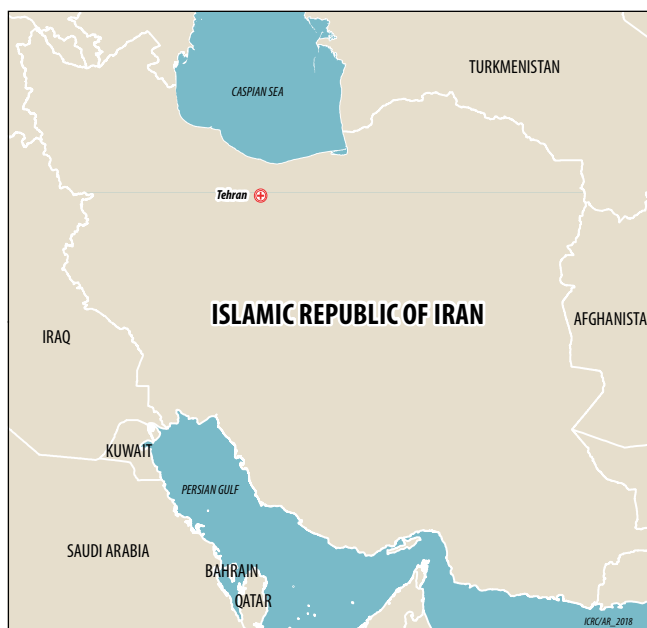 TURKMENISTAN
CASPIAN SEA
Tehran
ISLAMIC REPUBLIC OF IRAN
AFGHANISTA
IRAQ
KUWAIT
PERSIAN GULF
SAUDI ARABIA
BAHRAIN
QATAR
ICRC/AR_2018